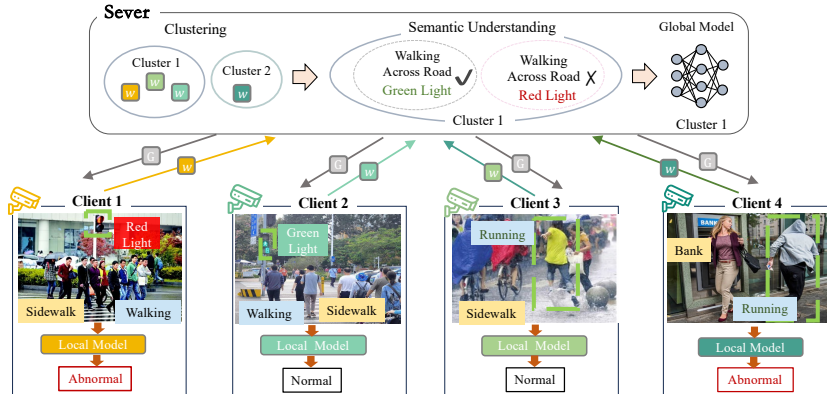 Sever
Clustering
Semantic Understanding
Global Model
Cluster 1
Cluster 2
w
w
w
w
Walking
Across Road
Green Light
Walking
Across Road
Red Light
Cluster 1
Cluster 1
G
w
G
w
w
G
w
G
Client 1
Client 2
Client 3
Client 4
Red
Light
Sidewalk
Walking
Green
Light
Walking
Sidewalk
Running
Sidewalk
BANK
Bank
Running
Local Model
Local Model
Local Model
Local Model
Abnormal
Normal
Normal
Abnormal